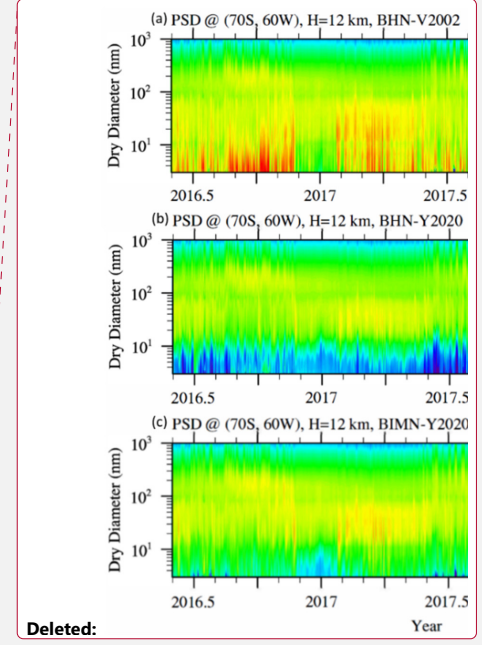 (a) PSD @ (70S, 60W), H=12 km, BHN-V2002
10³
10²
10¹
Dry Diameter (nm)
2016.5 2017 2017.5
(b) PSD @ (70S, 60W), H=12 km, BHN-Y2020
10³
10²
10¹
Dry Diameter (nm)
2016.5 2017 2017.5
(c) PSD @ (70S, 60W), H=12 km, BIMN-Y2020
10³
10²
10¹
Dry Diameter (nm)
2016.5 2017 2017.5
Year
Deleted: